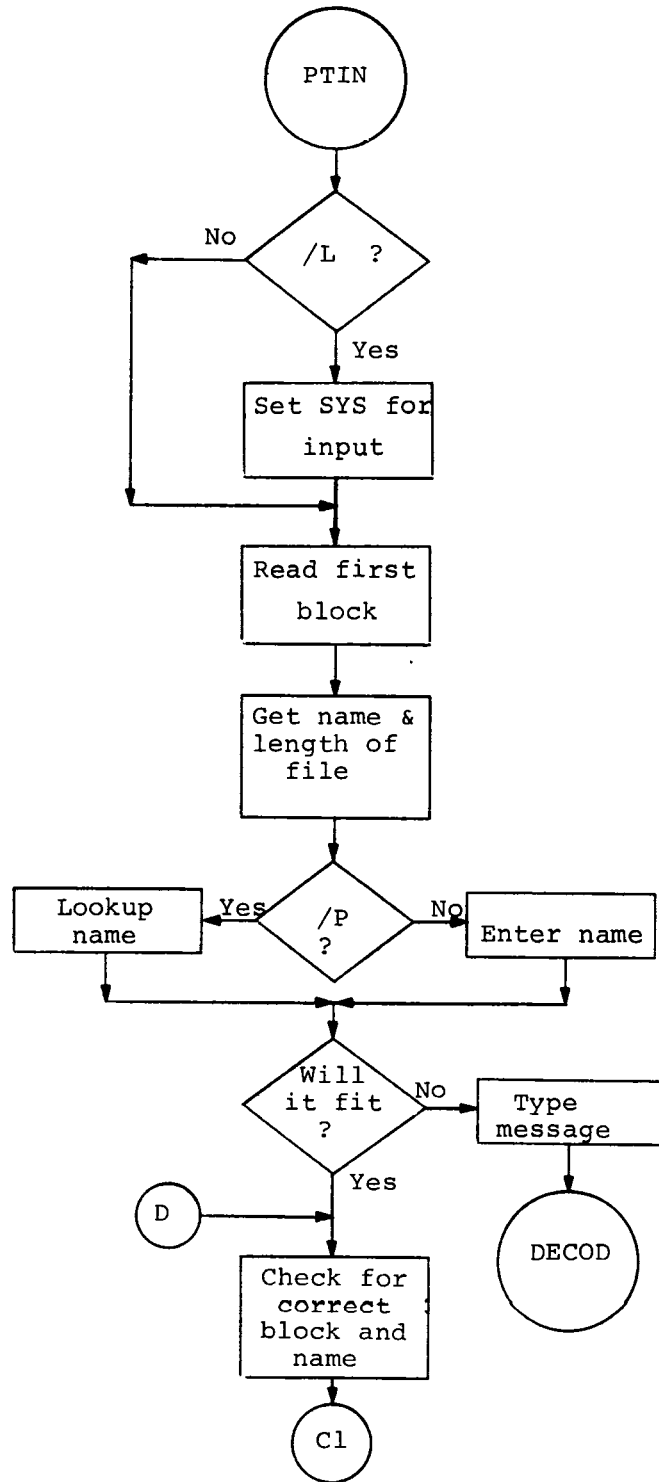 PTIN
/L ?
No
Yes
Set SYS for
input
Read first
block
Get name &
length of
file
Lookup
name
Yes
/P
?
No
Enter name
Will
it fit
?
No
Type
message
Yes
D
DECOD
Check for
correct
block and
name
Cl